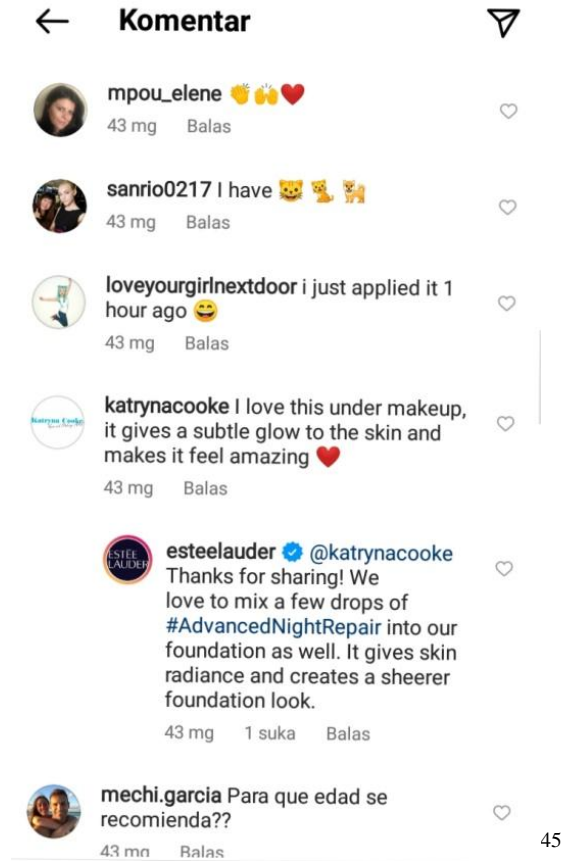 Komentar
mpou_elene 👏🙌❤️
43 mg Balas
sanrio0217 I have 😺🐈🐕
43 mg Balas
loveyourgirlnextdoor i just applied it 1
hour ago 😄
43 mg Balas
Katryna Cooke
katrynacooke I love this under makeup,
it gives a subtle glow to the skin and
makes it feel amazing ❤️
43 mg Balas
ESTĒE
LAUDER
esteelauder @katrynacooke
Thanks for sharing! We
love to mix a few drops of
#AdvancedNightRepair into our
foundation as well. It gives skin
radiance and creates a sheerer
foundation look.
43 mg 1 suka Balas
mechi.garcia Para que edad se
recomienda??
43 mg Balas
45